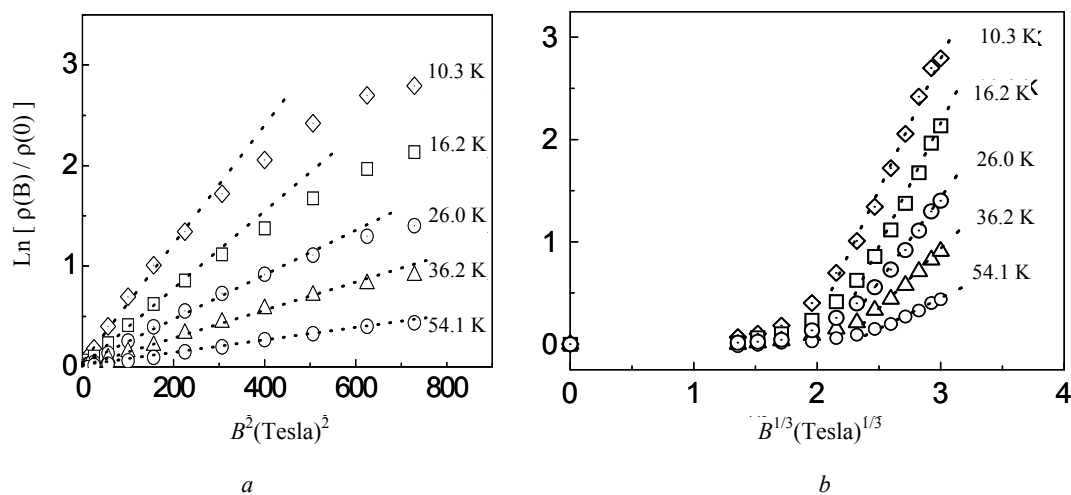 Ln [ ρ(B) / ρ(0) ]
3
2
1
0
0
200
400
600
800
10.3 K
16.2 K
26.0 K
36.2 K
54.1 K
B²(Tesla)²
a
3
2
1
0
0
1
2
3
4
10.3 K
16.2 K
26.0 K
36.2 K
54.1 K
B^1/3(Tesla)^1/3
b